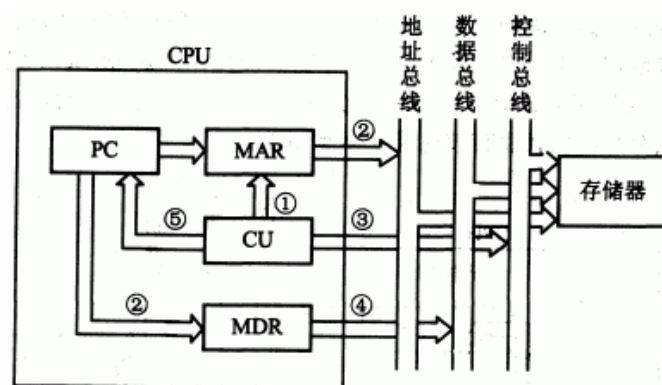 CPU
地址总线
数据总线
控制总线
PC
MAR
②
存储器
①
⑤
CU
③
②
MDR
④